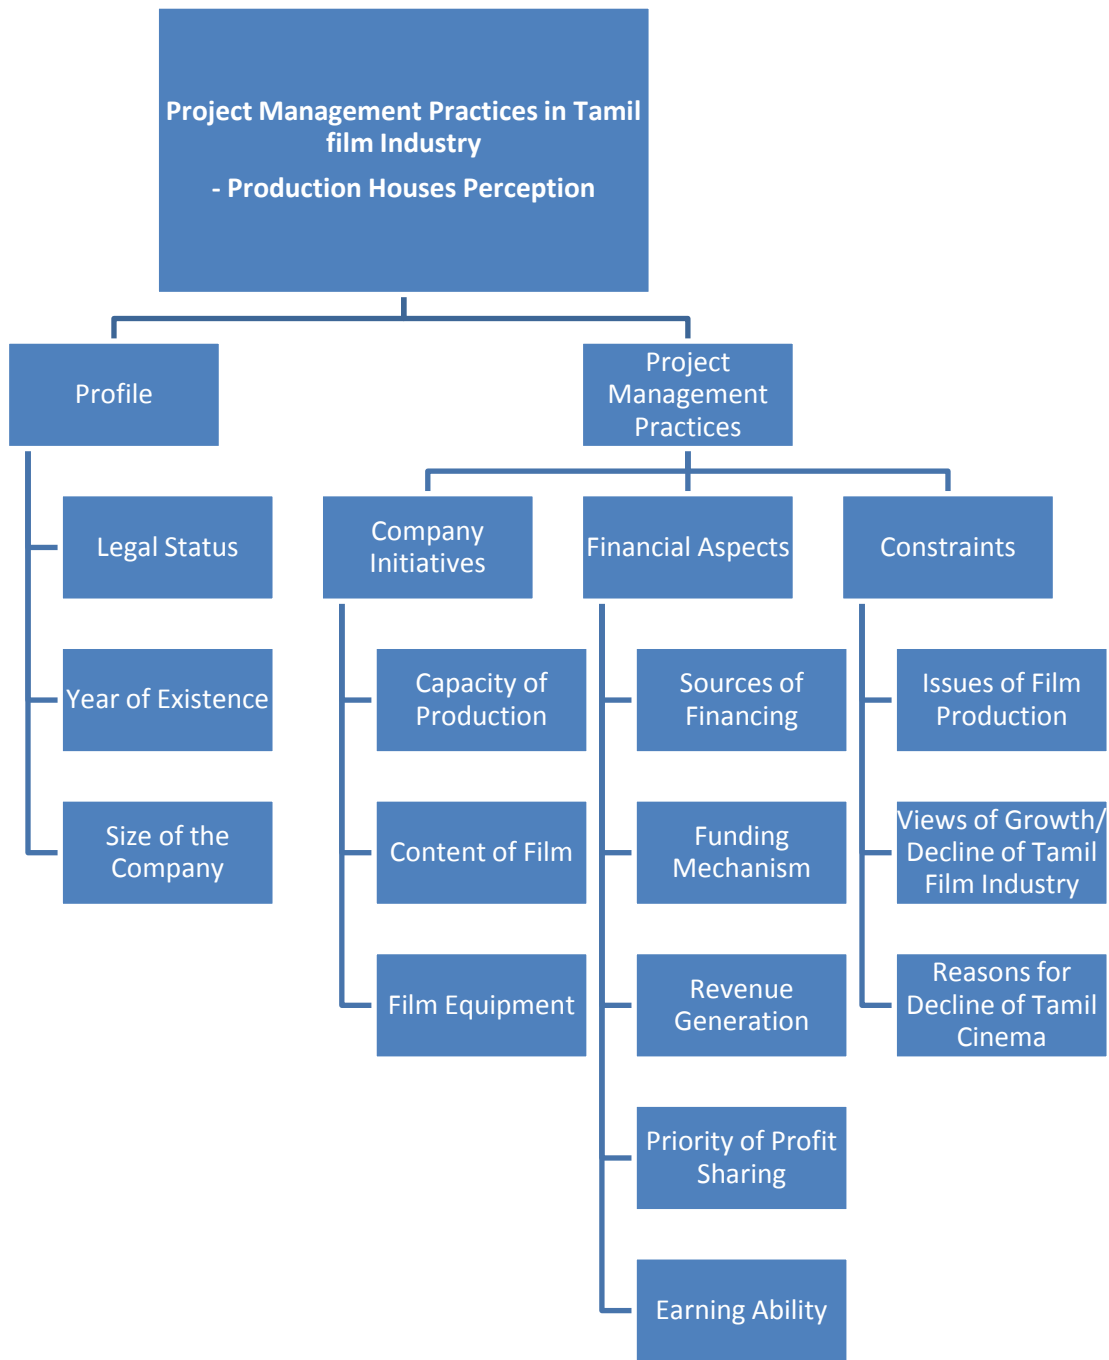 Project Management Practices in Tamil
film Industry
- Production Houses Perception
Profile
Project
Management
Practices
Legal Status
Year of Existence
Size of the
Company
Company
Initiatives
Capacity of
Production
Content of Film
Film Equipment
Financial Aspects
Sources of
Financing
Funding
Mechanism
Revenue
Generation
Priority of Profit
Sharing
Earning Ability
Constraints
Issues of Film
Production
Views of Growth/
Decline of Tamil
Film Industry
Reasons for
Decline of Tamil
Cinema